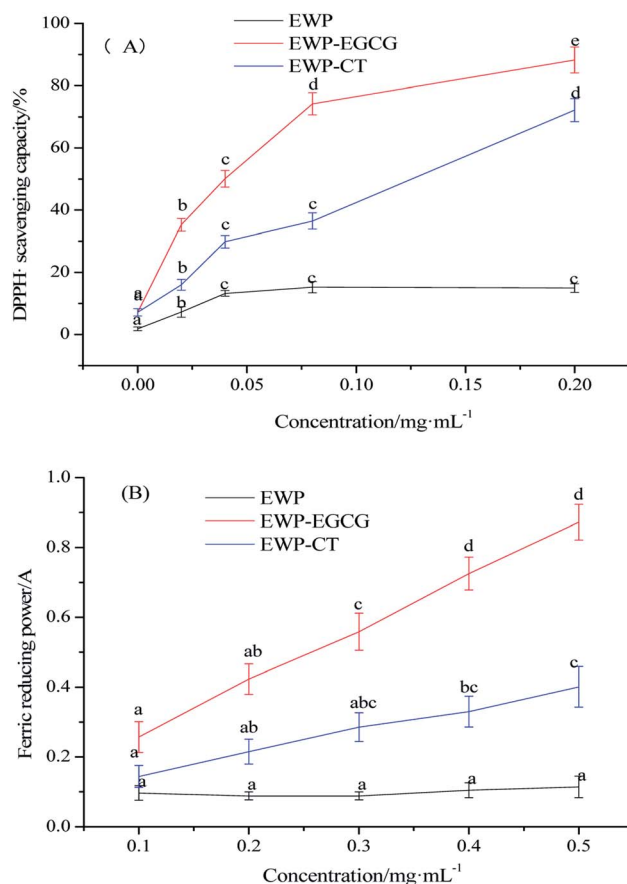 (A)
EWP
EWP-EGCG
EWP-CT
100
80
60
40
20
0
DPPH· scavenging capacity/%
a
a
b
b
b
c
c
c
d
c
c
e
d
c
0.00
0.05
0.10
0.15
0.20
Concentration/mg·mL⁻¹
(B)
EWP
EWP-EGCG
EWP-CT
1.0
0.8
0.6
0.4
0.2
0.0
Ferric reducing power/A
a
a
a
ab
ab
a
c
abc
a
d
bc
a
d
c
a
0.1
0.2
0.3
0.4
0.5
Concentration/mg·mL⁻¹